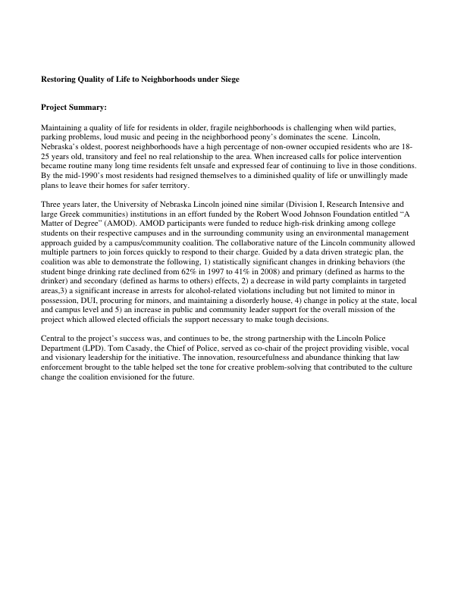 Restoring Quality of Life to Neighborhoods under Siege
Project Summary:
Maintaining a quality of life for residents in older, fragile neighborhoods is challenging when wild parties,
parking problems, loud music and peeing in the neighborhood peony's dominates the scene.  Lincoln,
Nebraska's oldest, poorest neighborhoods have a high percentage of non-owner occupied residents who are 18-
25 years old, transitory and feel no real relationship to the area. When increased calls for police intervention
became routine many long time residents felt unsafe and expressed fear of continuing to live in those conditions.
By the mid-1990's most residents had resigned themselves to a diminished quality of life or unwillingly made
plans to leave their homes for safer territory.
Three years later, the University of Nebraska Lincoln joined nine similar (Division I, Research Intensive and
large Greek communities) institutions in an effort funded by the Robert Wood Johnson Foundation entitled "A
Matter of Degree" (AMOD). AMOD participants were funded to reduce high-risk drinking among college
students on their respective campuses and in the surrounding community using an environmental management
approach guided by a campus/community coalition. The collaborative nature of the Lincoln community allowed
multiple partners to join forces quickly to respond to their charge. Guided by a data driven strategic plan, the
coalition was able to demonstrate the following, 1) statistically significant changes in drinking behaviors (the
student binge drinking rate declined from 62% in 1997 to 41% in 2008) and primary (defined as harms to the
drinker) and secondary (defined as harms to others) effects, 2) a decrease in wild party complaints in targeted
areas,3) a significant increase in arrests for alcohol-related violations including but not limited to minor in
possession, DUI, procuring for minors, and maintaining a disorderly house, 4) change in policy at the state, local
and campus level and 5) an increase in public and community leader support for the overall mission of the
project which allowed elected officials the support necessary to make tough decisions.
Central to the project's success was, and continues to be, the strong partnership with the Lincoln Police
Department (LPD). Tom Casady, the Chief of Police, served as co-chair of the project providing visible, vocal
and visionary leadership for the initiative. The innovation, resourcefulness and abundance thinking that law
enforcement brought to the table helped set the tone for creative problem-solving that contributed to the culture
change the coalition envisioned for the future.